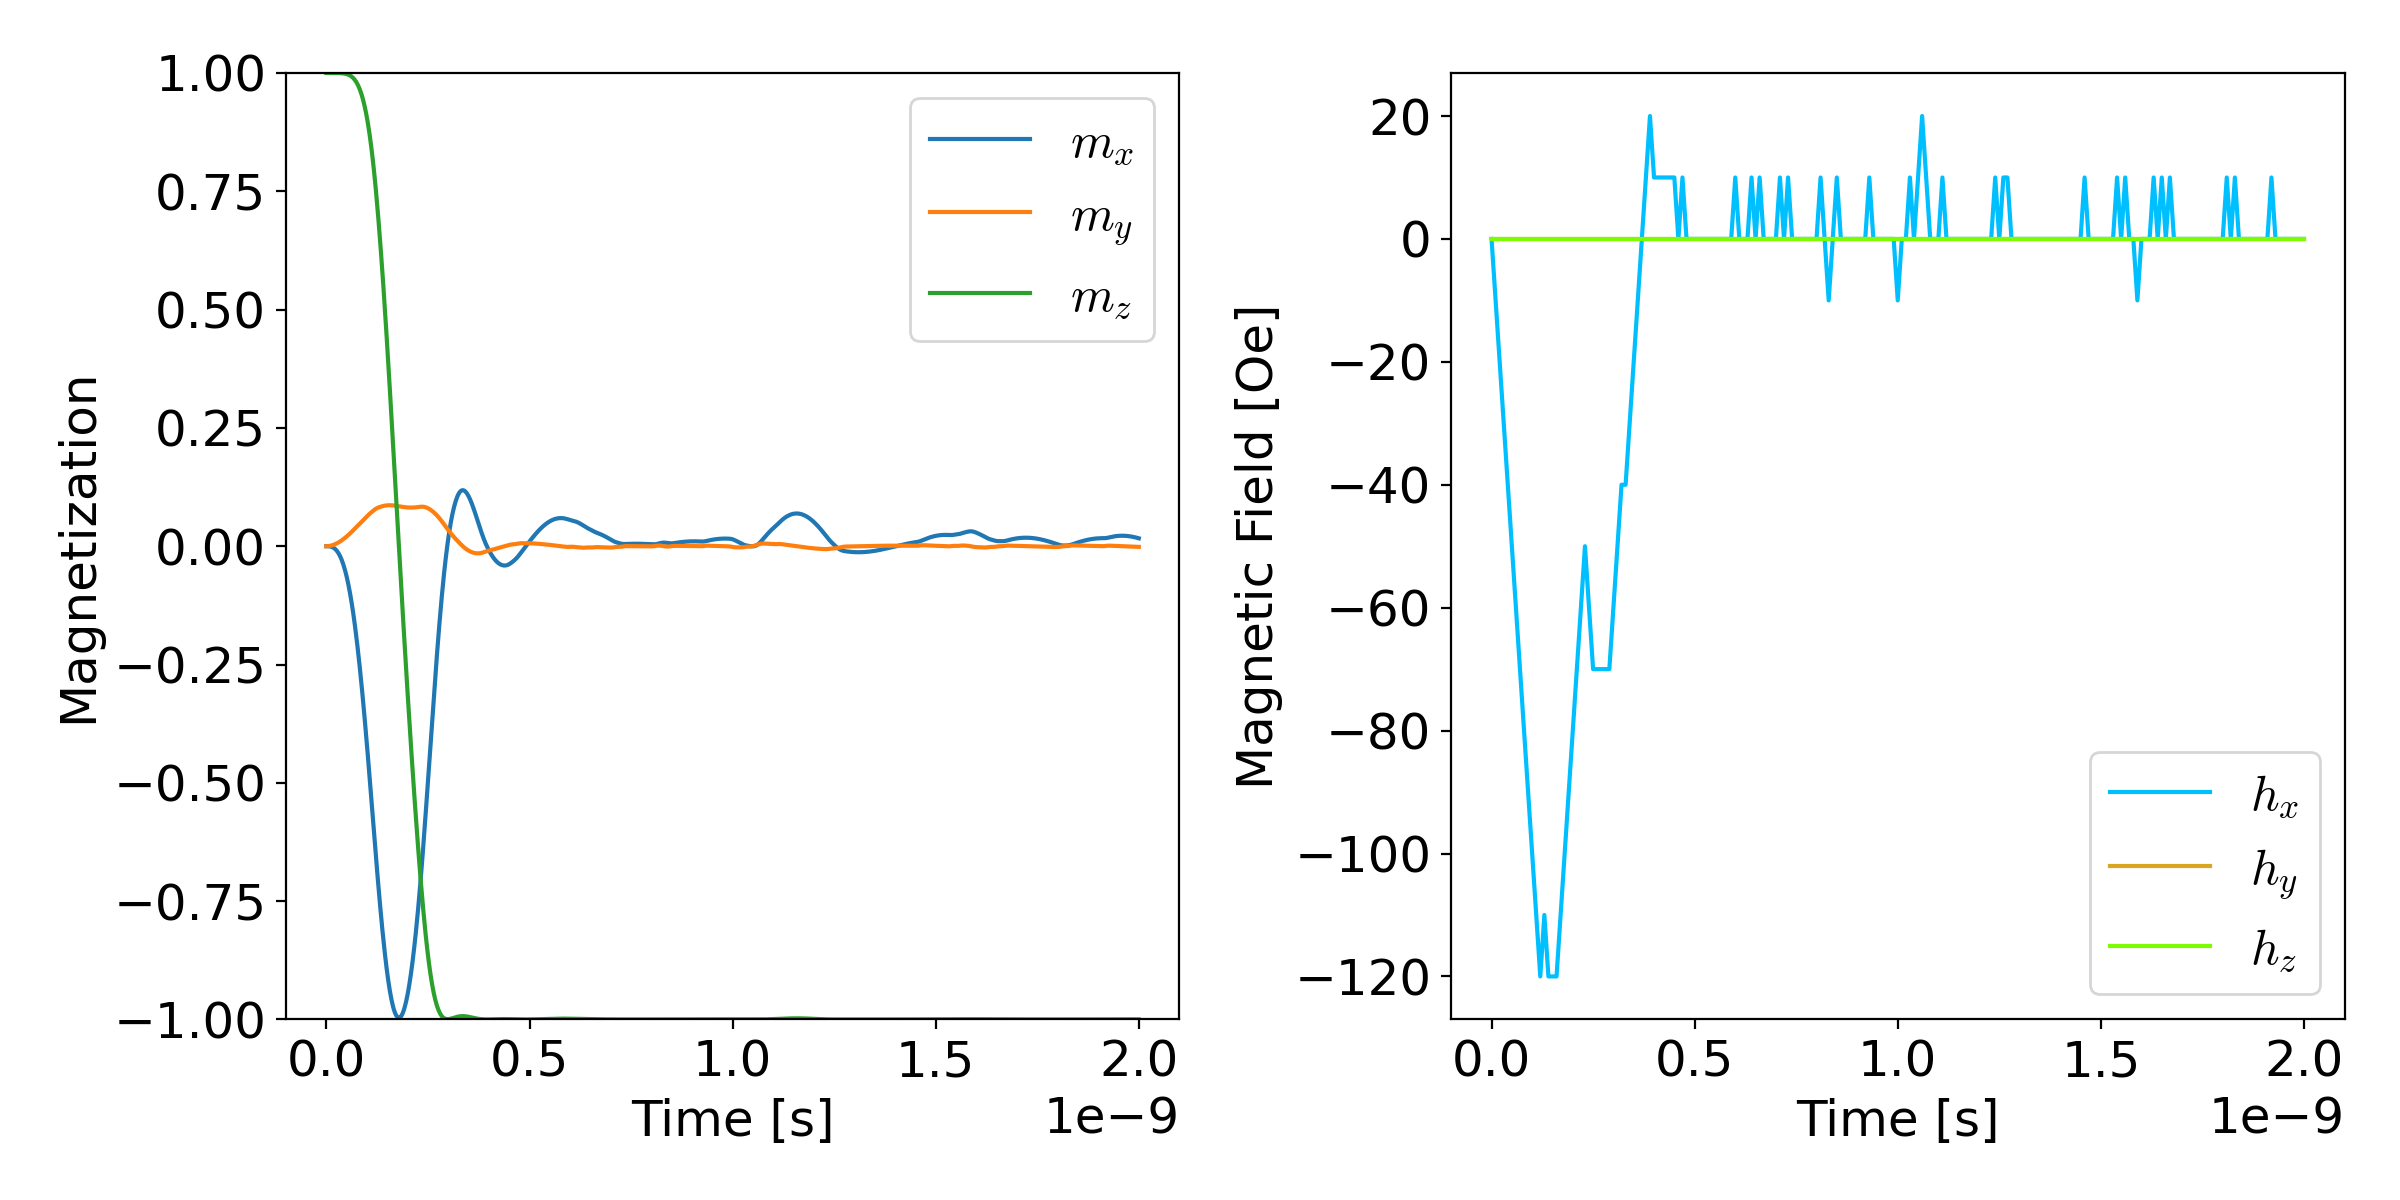 Magnetization
1.00
0.75
0.50
0.25
0.00
−0.25
−0.50
−0.75
−1.00
0.0 0.5 1.0 1.5 2.0
Time [s]
1e−9
m_x
m_y
m_z
Magnetic Field [Oe]
20
0
−20
−40
−60
−80
−100
−120
0.0 0.5 1.0 1.5 2.0
Time [s]
1e−9
h_x
h_y
h_z